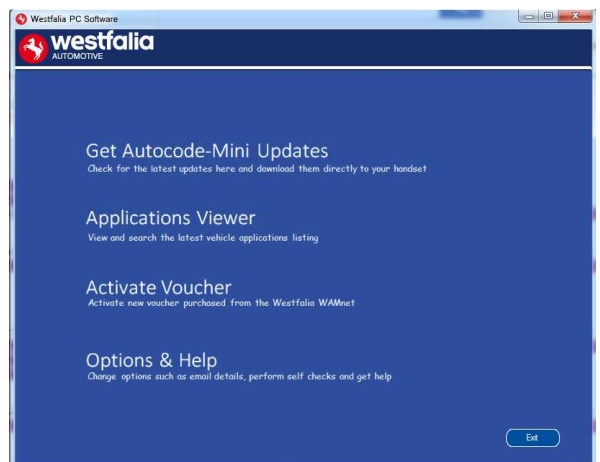 Westfalia PC Software
westfalia
AUTOMOTIVE
Get Autocode-Mini Updates
Check for the latest updates here and download them directly to your handset
Applications Viewer
View and search the latest vehicle applications listing
Activate Voucher
Activate new voucher purchased from the Westfalia WAMnet
Options & Help
Change options such as email details, perform self checks and get help
Exit